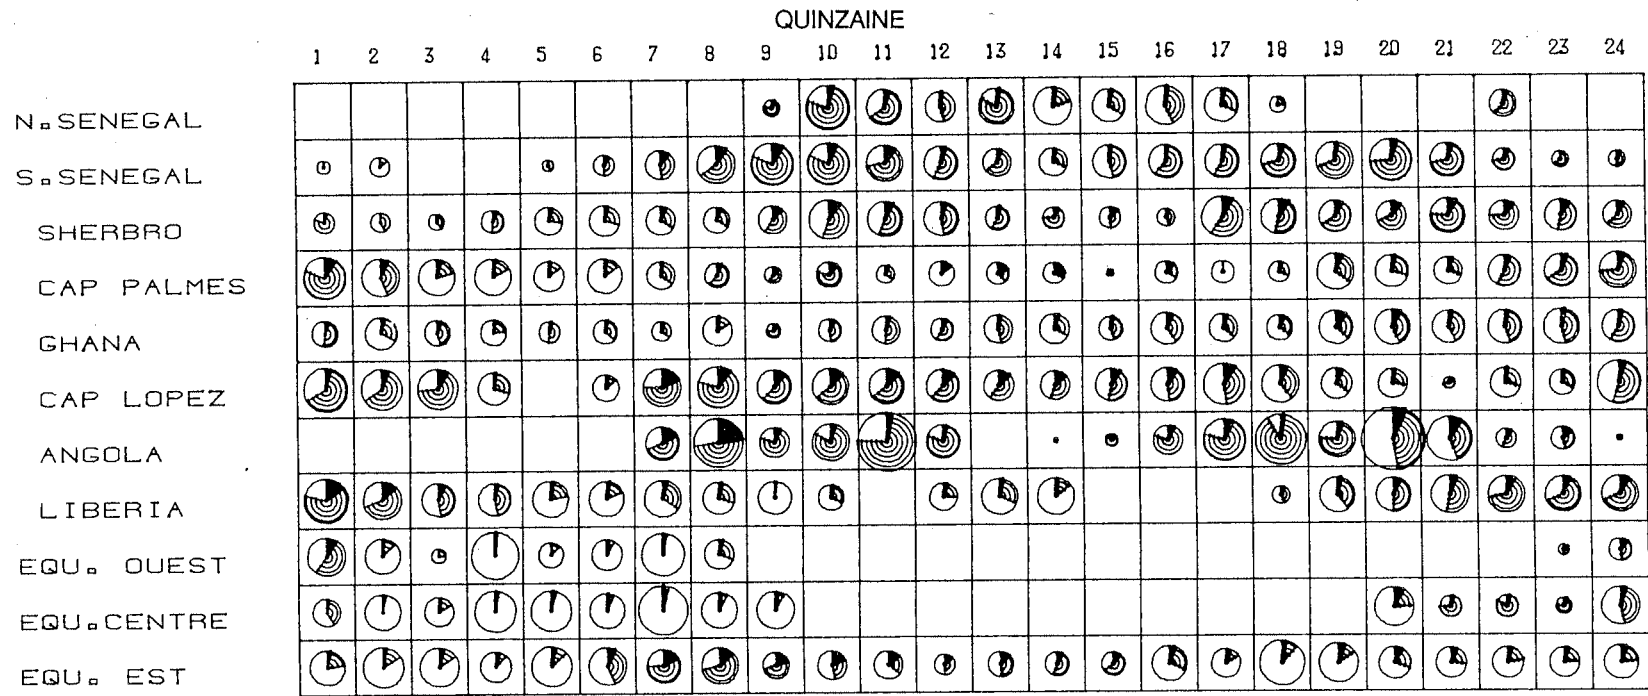 QUINZAINE
1 2 3 4 5 6 7 8 9 10 11 12 13 14 15 16 17 18 19 20 21 22 23 24
N. SENEGAL
S. SENEGAL
SHERBRO
CAP PALMES
GHANA
CAP LOPEZ
ANGOLA
LIBERIA
EQU. OUEST
EQU. CENTRE
EQU. EST